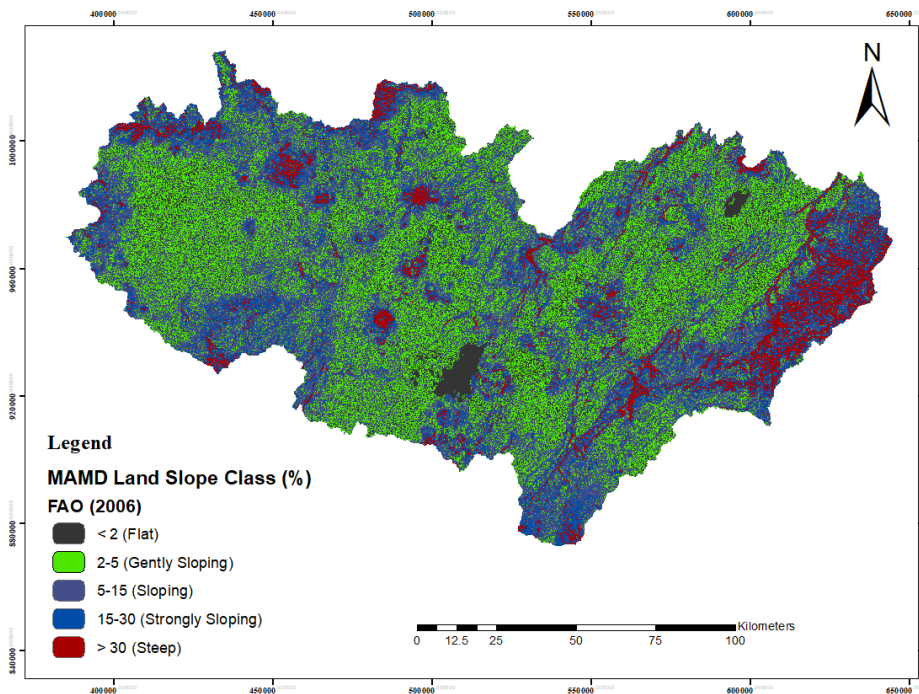 400000 450000 500000 550000 600000 650000
N
1000000
960000
920000
880000
840000
Legend
MAMD Land Slope Class (%)
FAO (2006)
< 2 (Flat)
2-5 (Gently Sloping)
5-15 (Sloping)
15-30 (Strongly Sloping)
> 30 (Steep)
Kilometers
0 12.5 25 50 75 100
400000 450000 500000 550000 600000 650000